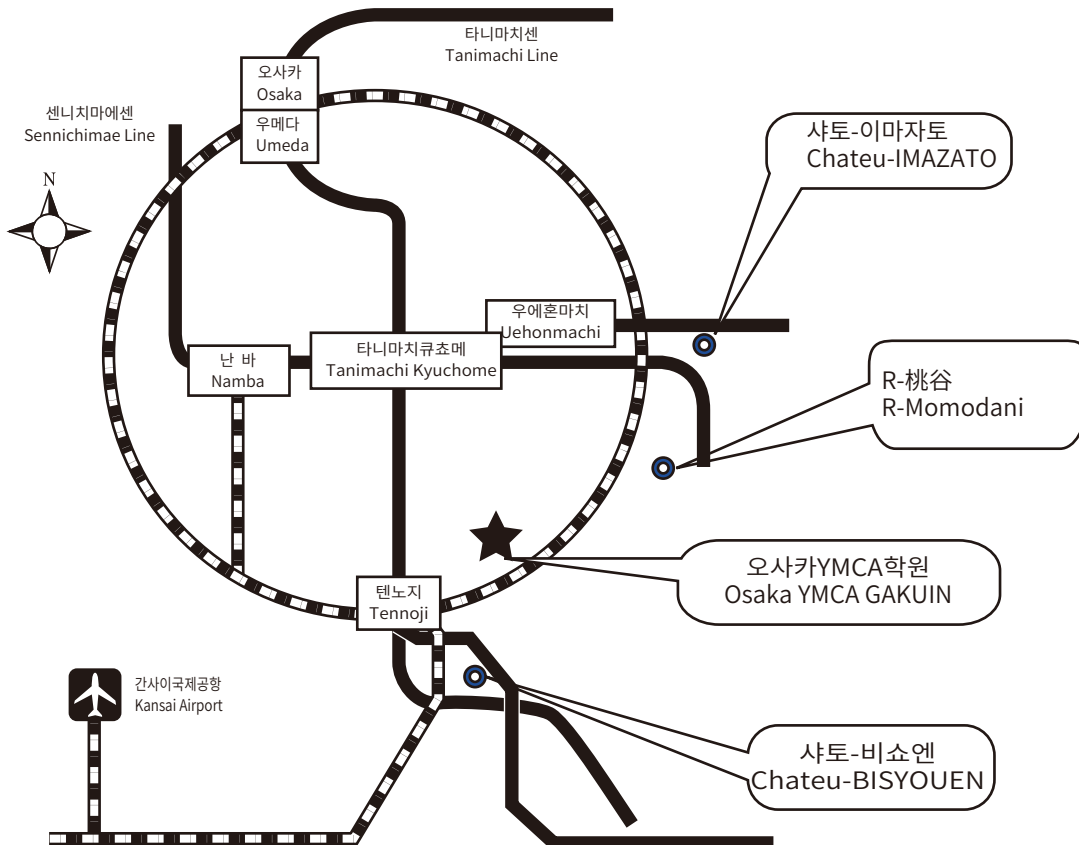 타니마치센
Tanimachi Line
오사카
Osaka
우메다
Umeda
센니치마에센
Sennichimae Line
N
샤토-이마자토
Chateu-IMAZATO
우에혼마치
Uehonmachi
타니마치큐쵸메
Tanimachi Kyuchome
난 바
Namba
R-桃谷
R-Momodani
오사카YMCA학원
Osaka YMCA GAKUIN
텐노지
Tennoji
간사이국제공항
Kansai Airport
샤토-비쇼엔
Chateu-BISYOUEN